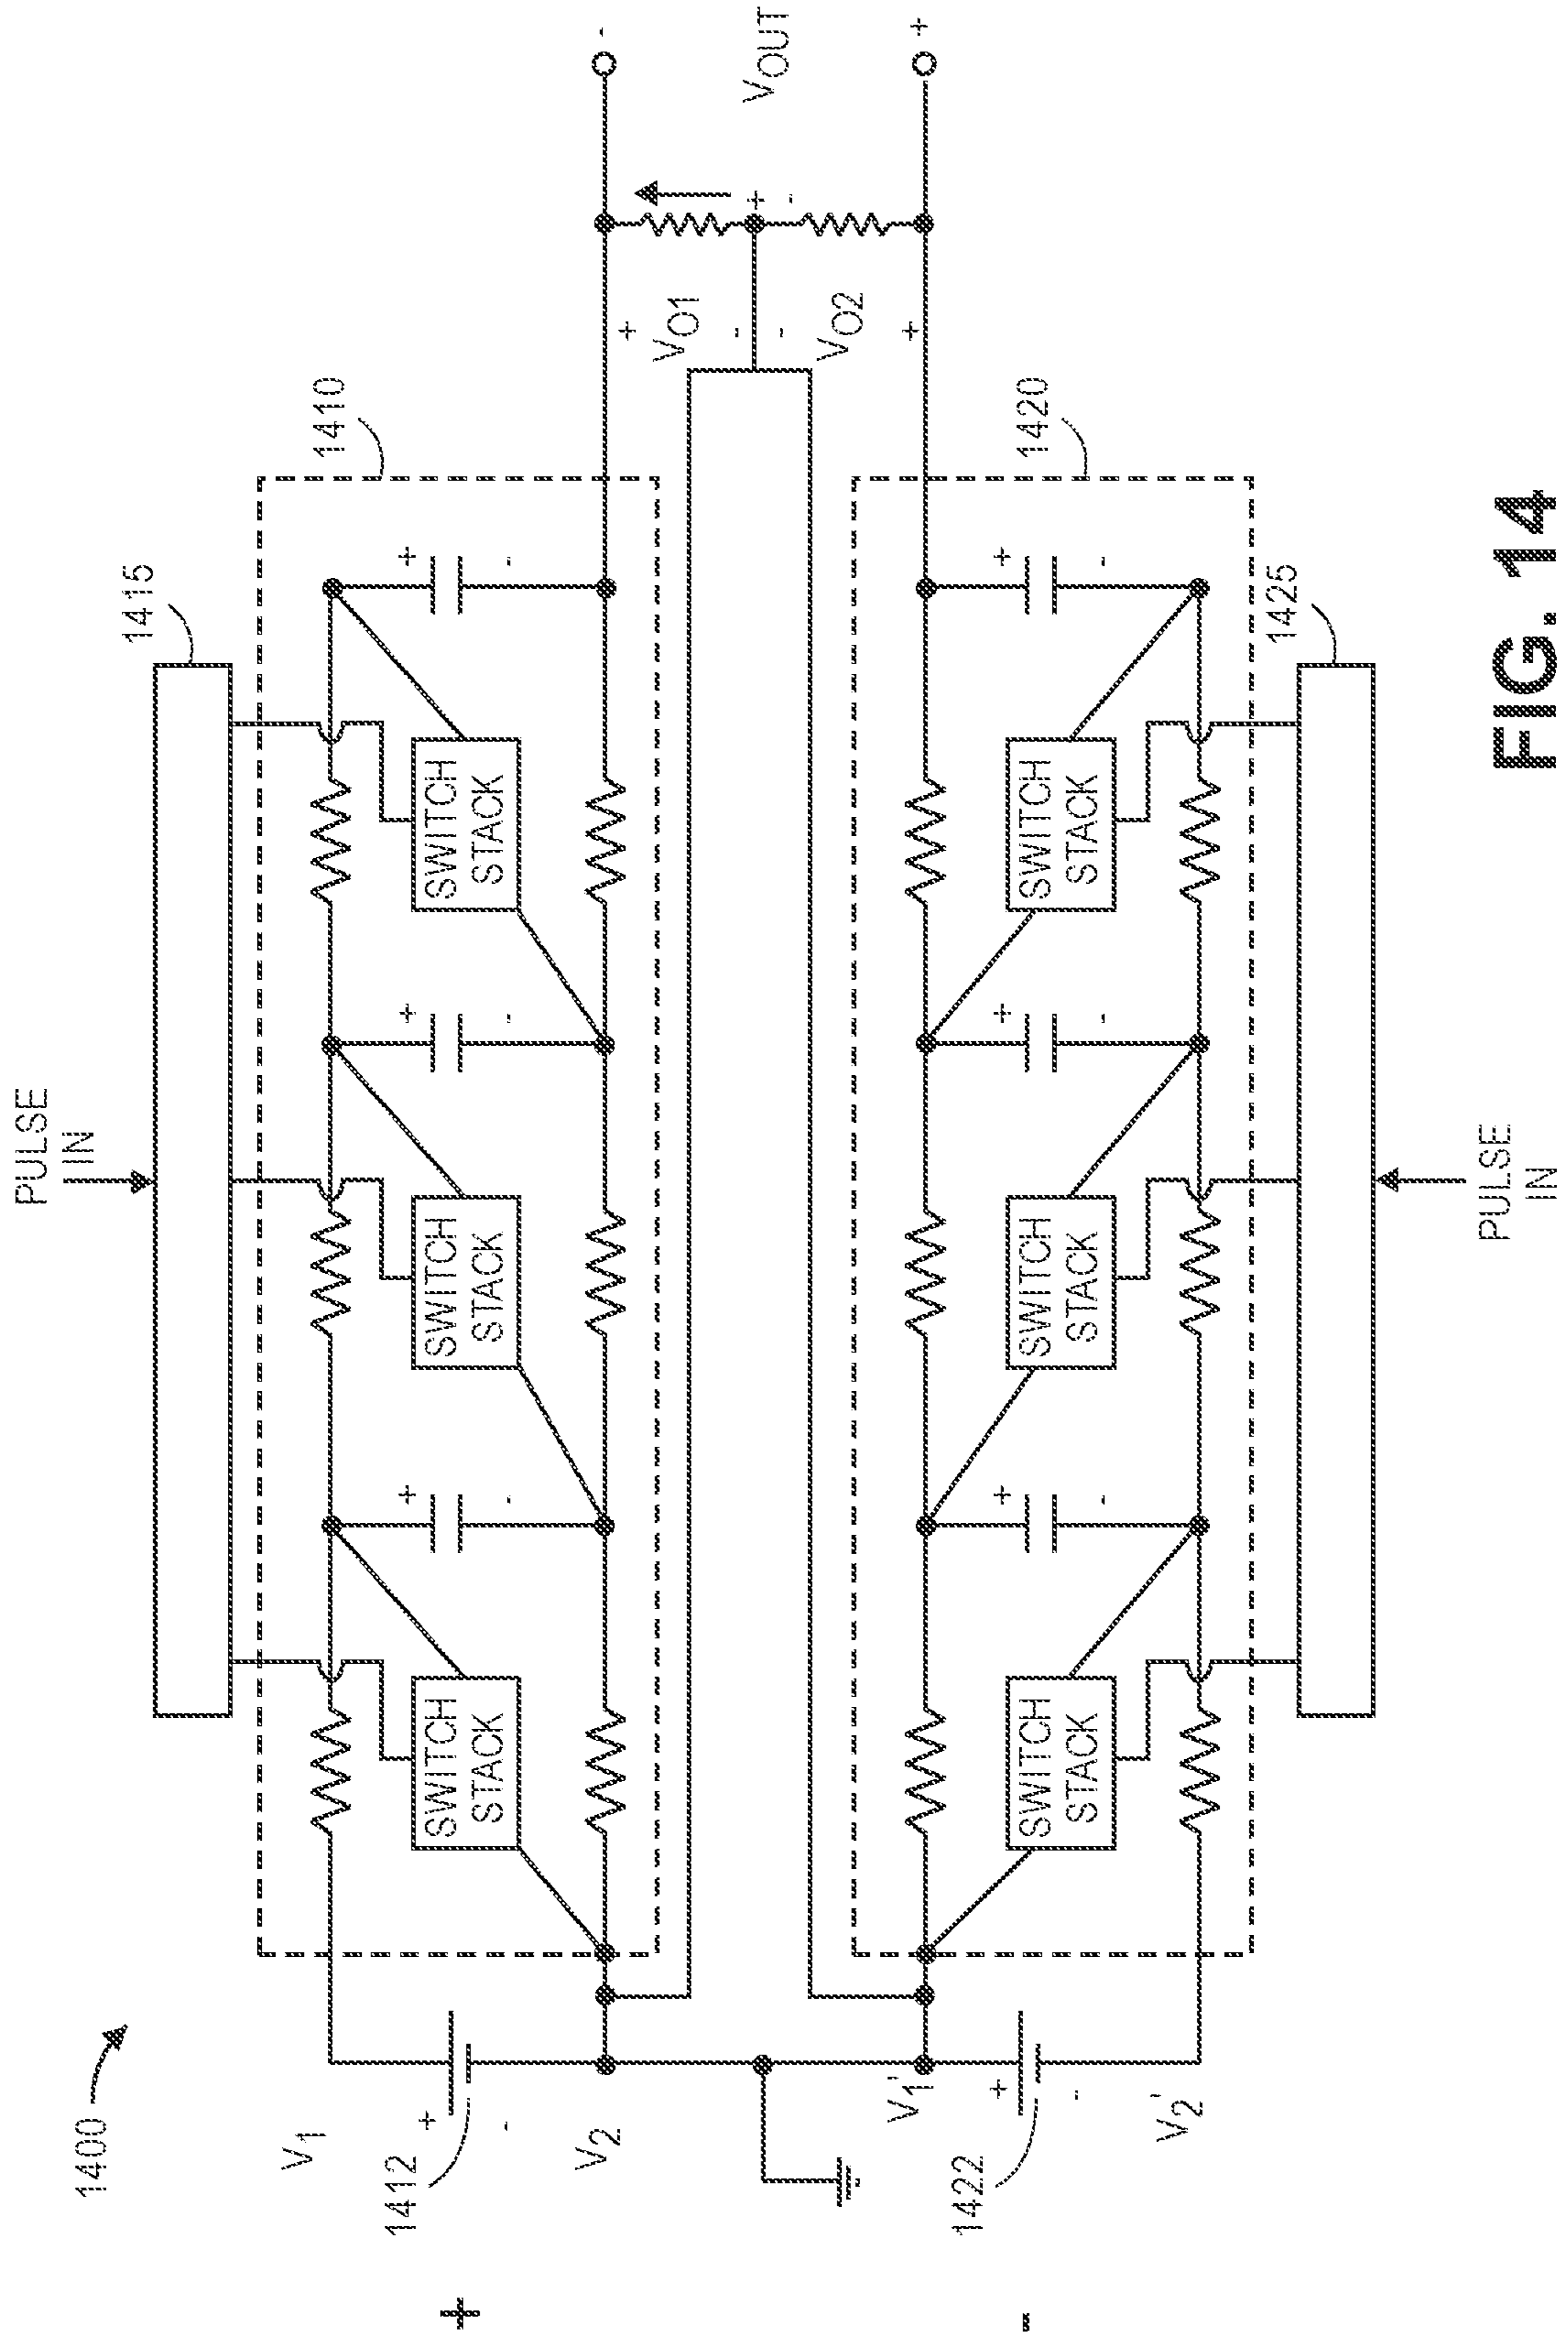 1400
PULSE
IN
1415
1410
V1
+
-
1412
V2
+
-
+
-
+
-
SWITCH
STACK
SWITCH
STACK
SWITCH
STACK
+
VO1
-
-
VO2
+
+
-
-
VOUT
+
+
-
V1'
+
-
1422
V2'
1420
SWITCH
STACK
SWITCH
STACK
SWITCH
STACK
+
-
+
-
+
-
1425
PULSE
IN
FIG. 14